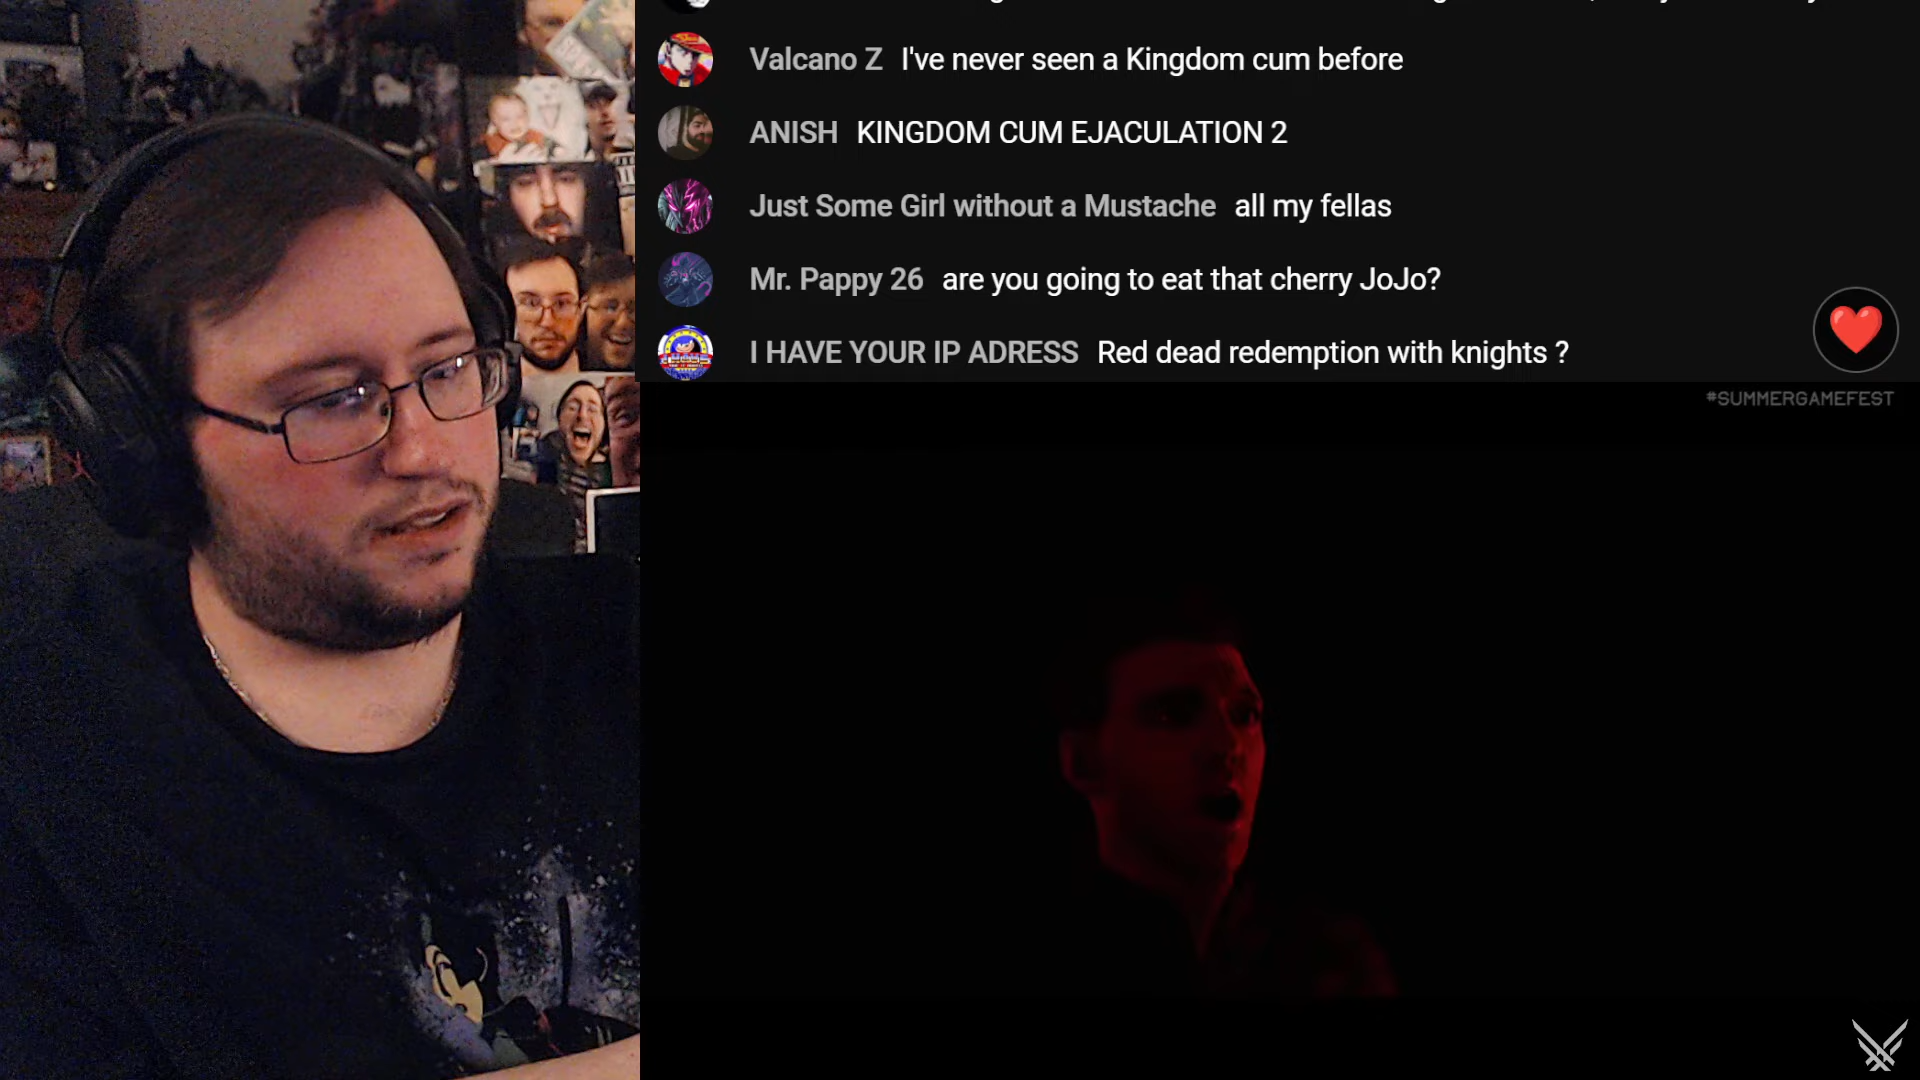 Valcano Z I've never seen a Kingdom cum before
ANISH KINGDOM CUM EJACULATION 2
Just Some Girl without a Mustache all my fellas
Mr. Pappy 26 are you going to eat that cherry JoJo?
I HAVE YOUR IP ADRESS Red dead redemption with knights ?
#SUMMERGAMEFEST